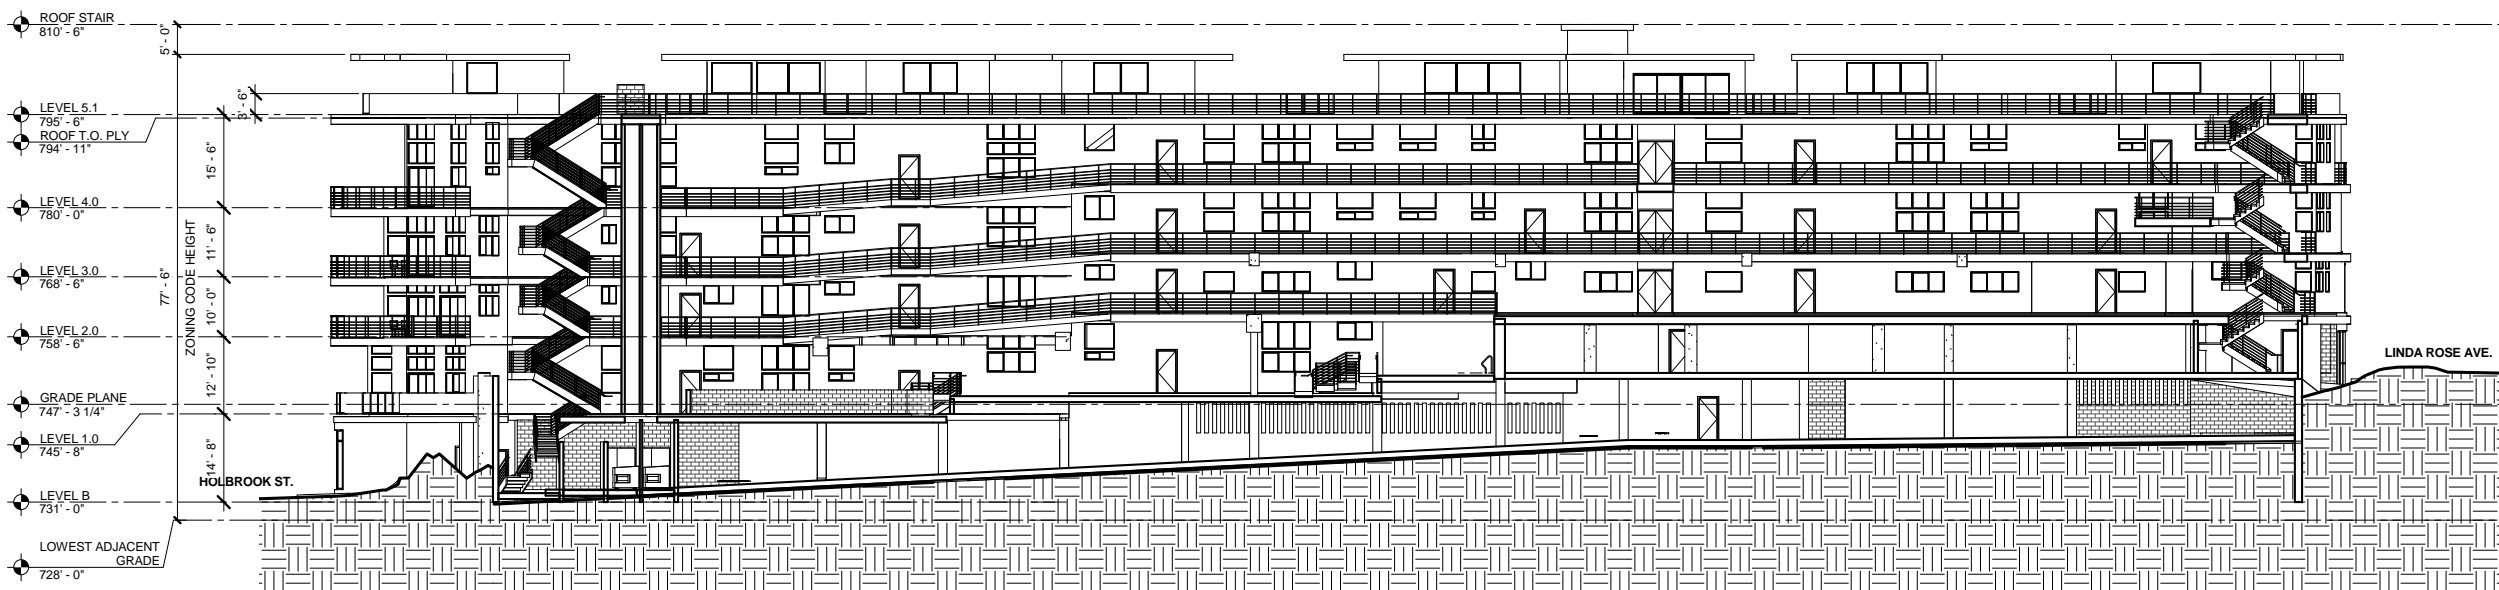 ROOF STAIR
810' - 6"
5' - 0"
LEVEL 5.1
795' - 6"
3' - 6"
ROOF T.O. PLY
794' - 11"
15' - 6"
LEVEL 4.0
780' - 0"
11' - 6"
LEVEL 3.0
768' - 6"
77' - 6"
ZONING CODE HEIGHT
10' - 0"
LEVEL 2.0
758' - 6"
12' - 10"
LINDA ROSE AVE.
GRADE PLANE
747' - 3 1/4"
LEVEL 1.0
745' - 8"
14' - 8"
HOLBROOK ST.
LEVEL B
731' - 0"
LOWEST ADJACENT
GRADE
728' - 0"